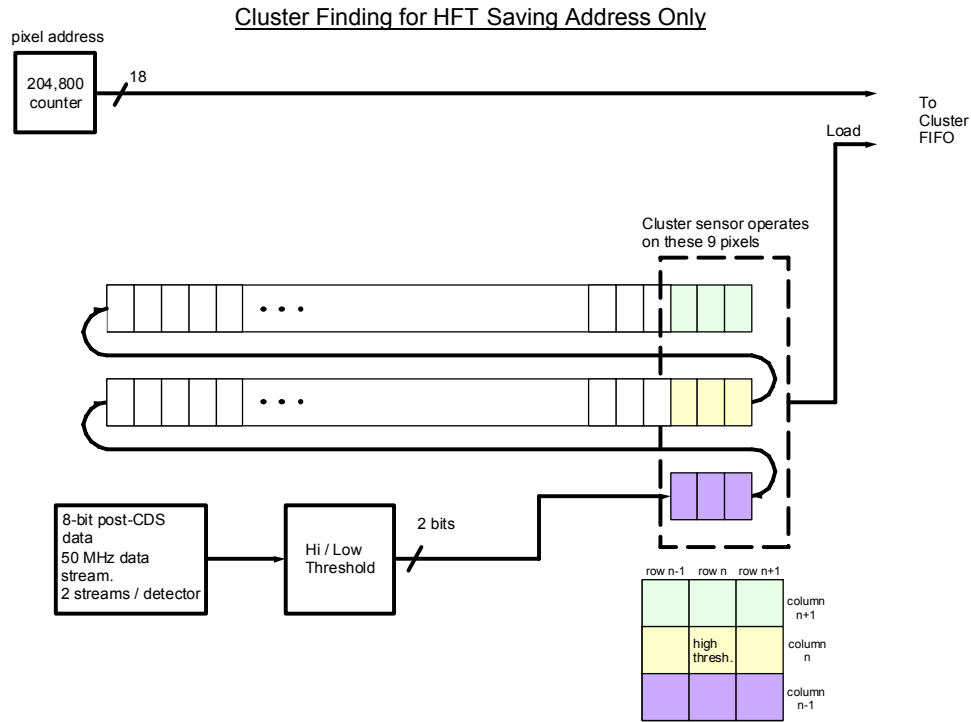 Cluster Finding for HFT Saving Address Only
pixel address
204,800
counter
18
To
Cluster
FIFO
Load
Cluster sensor operates
on these 9 pixels
• • •
• • •
8-bit post-CDS
data
50 MHz data
stream.
2 streams / detector
Hi / Low
Threshold
2 bits
row n-1 row n row n+1
column
n+1
high
thresh.
column
n
column
n-1